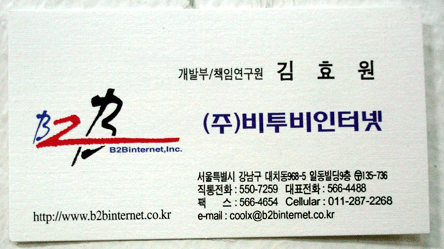 개발부/책임연구원 김 효 원
B2B
B2Binternet,Inc.
(주)비투비인터넷
서울특별시 강남구 대치동968-5 일동빌딩9층 ㉾135-736
직통전화 : 550-7259 대표전화 : 566-4488
팩 스 : 566-4654 Cellular : 011-287-2268
http://www.b2binternet.co.kr e-mail : coolx@b2binternet.co.kr